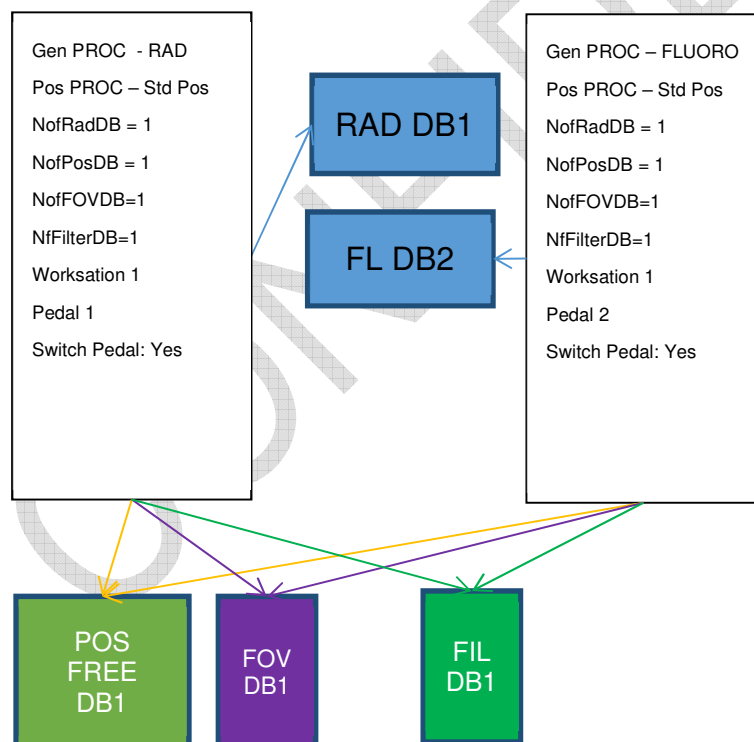 Gen PROC - RAD
Pos PROC – Std Pos
NofRadDB = 1
NofPosDB = 1
NofFOVDB=1
NfFilterDB=1
Worksation 1
Pedal 1
Switch Pedal: Yes
RAD DB1
FL DB2
Gen PROC – FLUORO
Pos PROC – Std Pos
NofRadDB = 1
NofPosDB = 1
NofFOVDB=1
NfFilterDB=1
Worksation 1
Pedal 2
Switch Pedal: Yes
POS
FREE
DB1
FOV
DB1
FIL
DB1